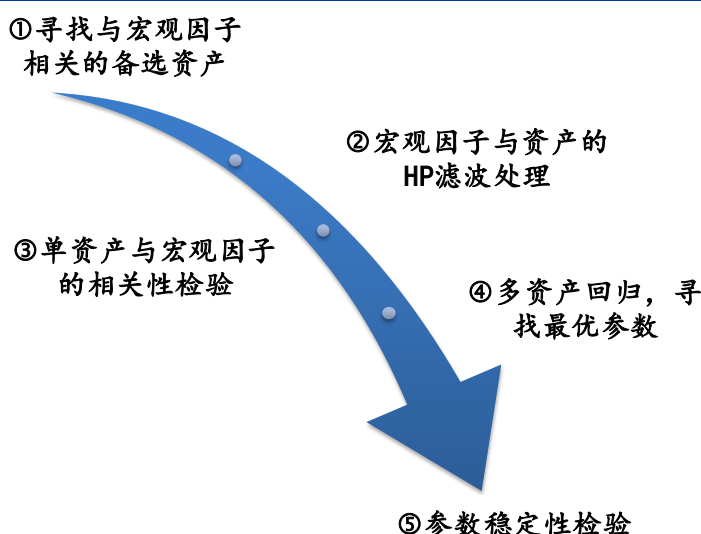 ①寻找与宏观因子
相关的备选资产
②宏观因子与资产的
HP滤波处理
③单资产与宏观因子
的相关性检验
④多资产回归，寻
找最优参数
⑤参数稳定性检验